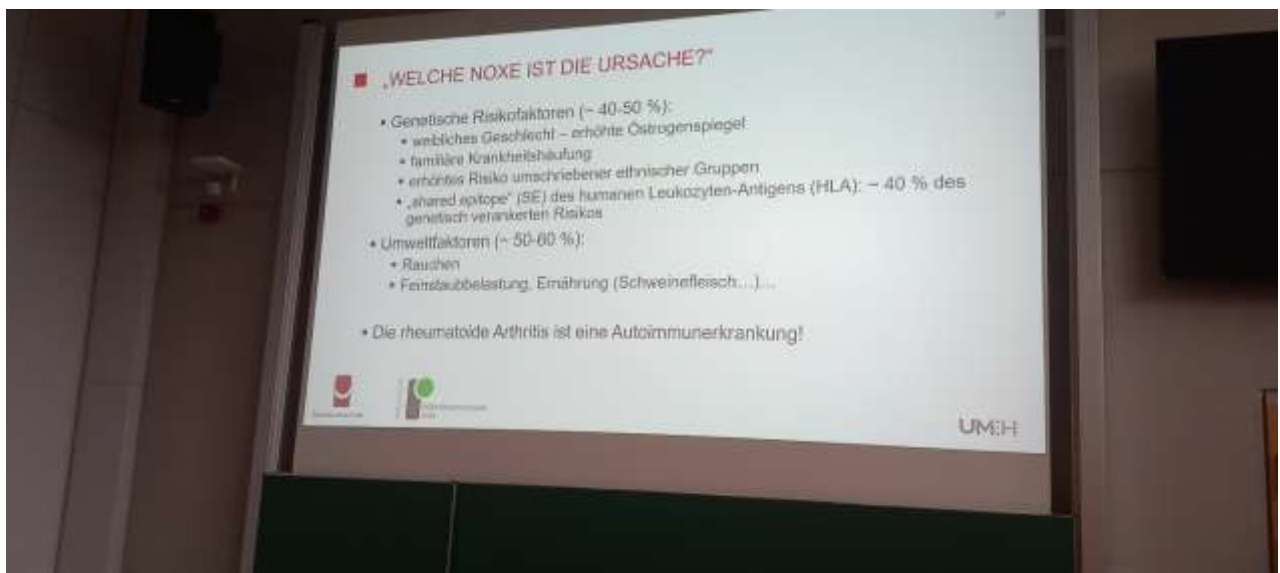 „WELCHE NOXE IST DIE URSACHE?"
• Genetische Risikofaktoren (~ 40-50 %):
• weibliches Geschlecht – erhöhte Östrogenspiegel
• familiäre Krankheitshäufung
• erhöhtes Risiko umschriebener ethnischer Gruppen
• „shared epitope" (SE) des humanen Leukozyten-Antigens (HLA): ~ 40 % des
genetisch verankerten Risikos
• Umweltfaktoren (~ 50-60 %):
• Rauchen
• Feinstaubbelastung, Ernährung (Schweinefleisch…)…
• Die rheumatoide Arthritis ist eine Autoimmunerkrankung!
UMH